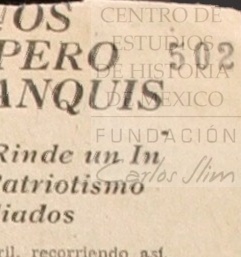 IOS
PERO
ANQUIS
502
Rinde un In
Patriotismo
iados
ril, recorriendo así
CENTRO DE
ESTUDIOS
DE HISTORIA
DE MÉXICO
FUNDACIÓN
Carlos Slim